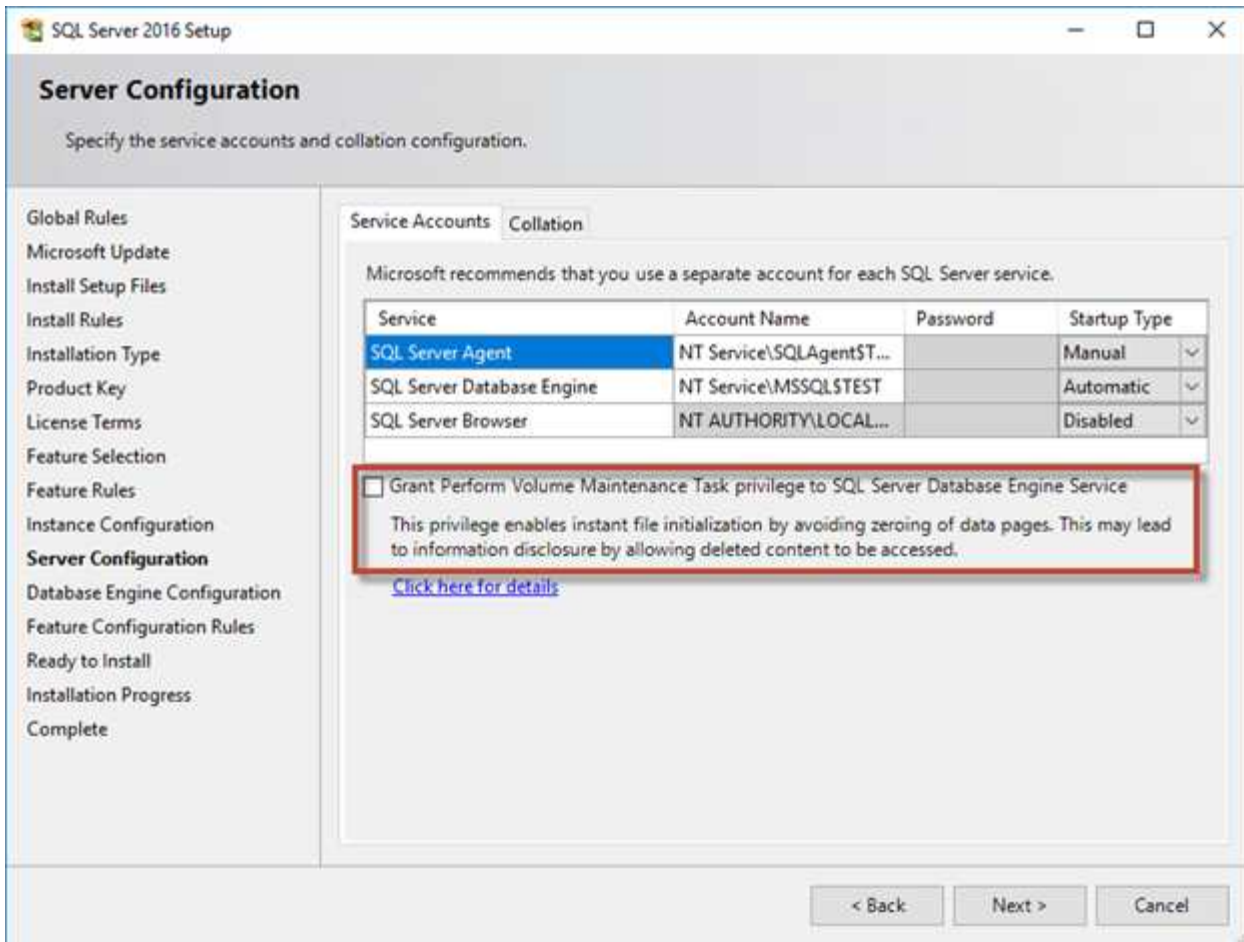 SQL Server 2016 Setup
Server Configuration
Specify the service accounts and collation configuration.
Global Rules
Microsoft Update
Install Setup Files
Install Rules
Installation Type
Product Key
License Terms
Feature Selection
Feature Rules
Instance Configuration
Server Configuration
Database Engine Configuration
Feature Configuration Rules
Ready to Install
Installation Progress
Complete
Service Accounts Collation
Microsoft recommends that you use a separate account for each SQL Server service.
Service Account Name Password Startup Type
SQL Server Agent NT Service\SQLAgent$T... Manual
SQL Server Database Engine NT Service\MSSQL$TEST Automatic
SQL Server Browser NT AUTHORITY\LOCAL... Disabled
Grant Perform Volume Maintenance Task privilege to SQL Server Database Engine Service
This privilege enables instant file initialization by avoiding zeroing of data pages. This may lead
to information disclosure by allowing deleted content to be accessed.
Click here for details
< Back Next > Cancel